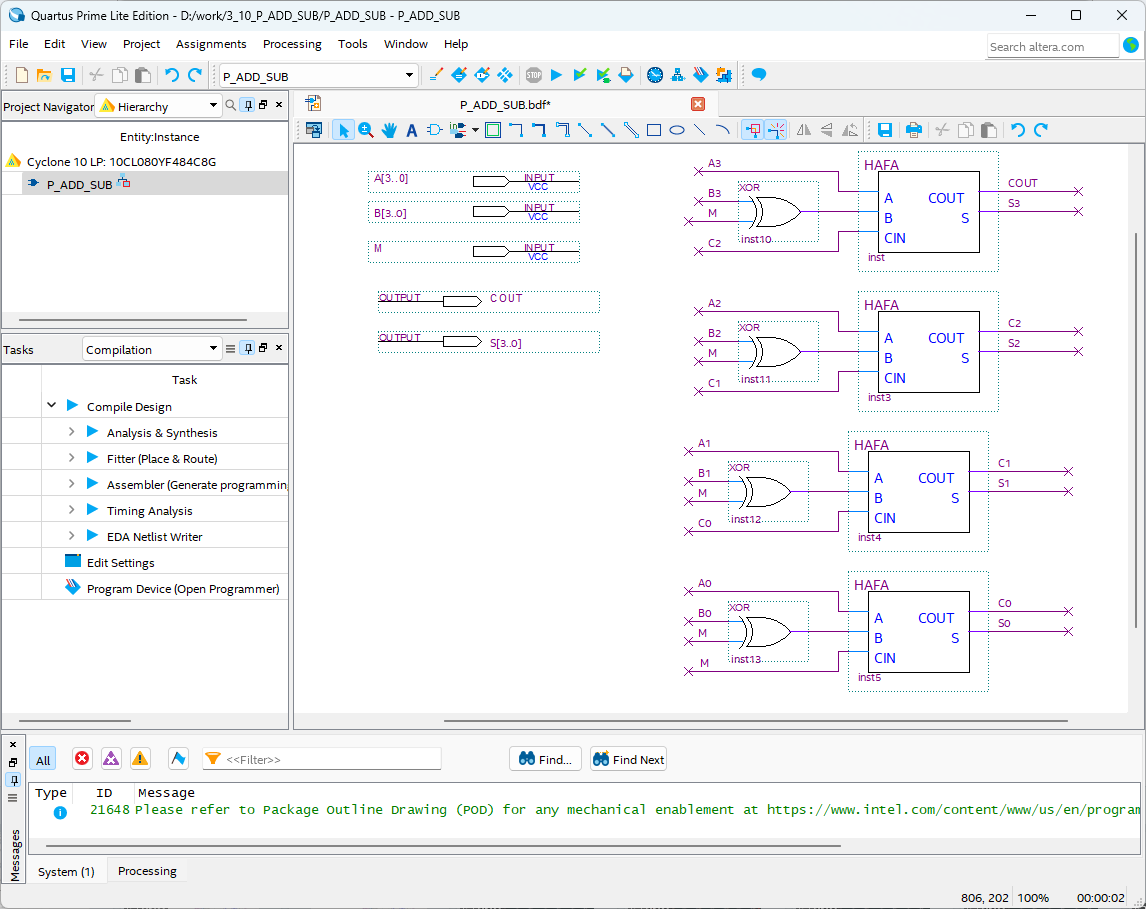 Quartus Prime Lite Edition - D:/work/3_10_P_ADD_SUB/P_ADD_SUB - P_ADD_SUB
File Edit View Project Assignments Processing Tools Window Help
Search altera.com
P_ADD_SUB
STOP
Project Navigator Hierarchy
Entity:Instance
Cyclone 10 LP: 10CL080YF484C8G
P_ADD_SUB
Tasks Compilation
Task
Compile Design
Analysis & Synthesis
Fitter (Place & Route)
Assembler (Generate programmin
Timing Analysis
EDA Netlist Writer
Edit Settings
Program Device (Open Programmer)
P_ADD_SUB.bdf*
A[3..0] INPUT
VCC
B[3..0] INPUT
VCC
M INPUT
VCC
OUTPUT COUT
OUTPUT S[3..0]
A3
B3
M
C2
XOR
inst10
HAFA
A COUT
B S
CIN
inst
COUT
S3
A2
B2
M
C1
XOR
inst11
HAFA
A COUT
B S
CIN
inst3
C2
S2
A1
B1
M
C0
XOR
inst12
HAFA
A COUT
B S
CIN
inst4
C1
S1
A0
B0
M
M
XOR
inst13
HAFA
A COUT
B S
CIN
inst5
C0
S0
All <<Filter>> Find... Find Next
Type ID Message
21648 Please refer to Package Outline Drawing (POD) for any mechanical enablement at https://www.intel.com/content/www/us/en/program
Messages
System (1) Processing
806, 202 100% 00:00:02